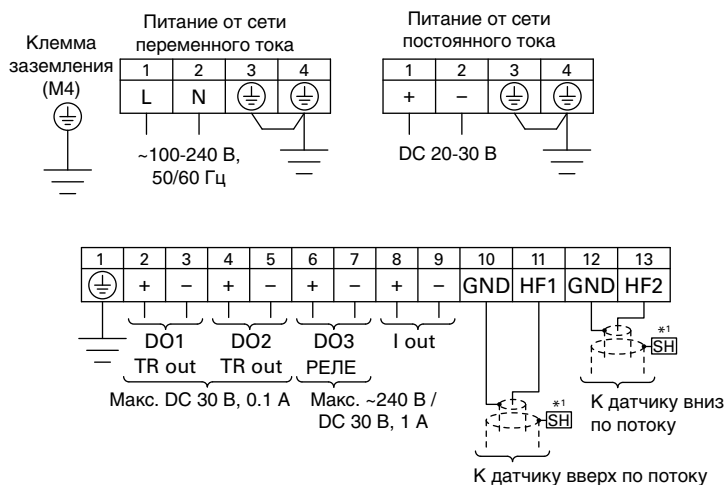 Клемма
заземления
(М4)
Питание от сети
переменного тока
1 2 3 4
L N
~100-240 В,
50/60 Гц
Питание от сети
постоянного тока
1 2 3 4
+ −
DC 20-30 В
1 2 3 4 5 6 7 8 9 10 11 12 13
+ − + − + − + − GND HF1 GND HF2
DO1 DO2 DO3 I out
TR out TR out РЕЛЕ
Макс. DC 30 В, 0.1 А
Макс. ~240 В /
DC 30 В, 1 А
*1
SH
К датчику вверх по потоку
*1
SH
К датчику вниз
по потоку